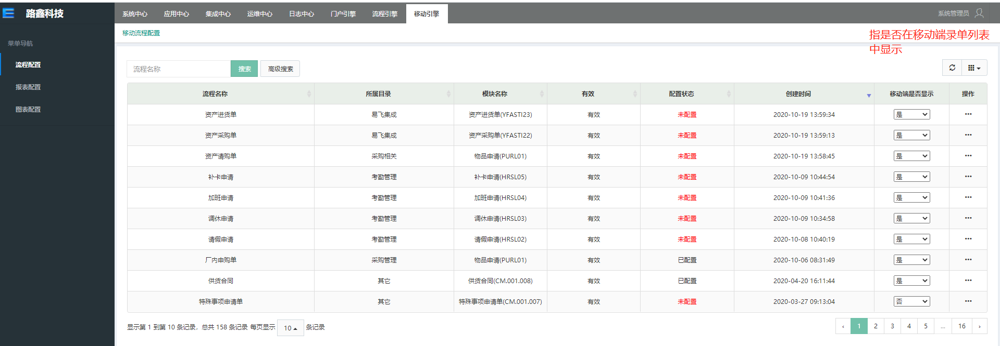 路鑫科技
系统中心 应用中心 集成中心 运维中心 日志中心 门户引擎 流程引擎 移动引擎 系统管理员
移动流程配置
指是否在移动端录单列表
中显示
菜单导航
流程配置
报表配置
图表配置
流程名称 搜索 高级搜索
流程名称 所属目录 模块名称 有效 配置状态 创建时间 移动端是否显示 操作
资产进货单 易飞集成 资产进货单(YFASTI23) 有效 未配置 2020-10-19 13:59:34 是 •••
资产采购单 易飞集成 资产采购单(YFASTI22) 有效 未配置 2020-10-19 13:59:13 是 •••
资产请购单 采购相关 物品申请(PURL01) 有效 未配置 2020-10-19 13:58:45 是 •••
补卡申请 考勤管理 补卡申请(HRSL05) 有效 未配置 2020-10-09 10:44:54 是 •••
加班申请 考勤管理 加班申请(HRSL04) 有效 未配置 2020-10-09 10:41:36 是 •••
调休申请 考勤管理 调休申请(HRSL03) 有效 未配置 2020-10-09 10:34:58 是 •••
请假申请 考勤管理 请假申请(HRSL02) 有效 未配置 2020-10-08 10:40:19 是 •••
厂内申购单 采购管理 物品申请(PURL01) 有效 已配置 2020-10-06 08:31:49 是 •••
供货合同 其它 供货合同(CM.001.008) 有效 已配置 2020-04-20 16:11:44 是 •••
特殊事项申请单 其它 特殊事项申请单(CM.001.007) 有效 未配置 2020-03-27 09:13:04 否 •••
显示第 1 到第 10 条记录，总共 158 条记录 每页显示 10 条记录 ‹ 1 2 3 4 5 ... 16 ›